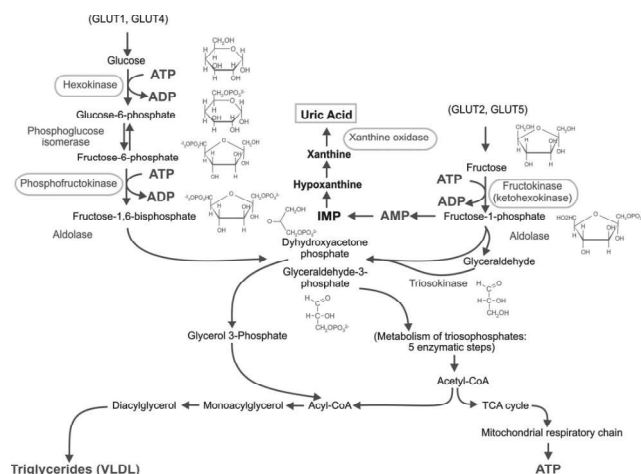 (GLUT1, GLUT4)
Glucose
Hexokinase
ATP
ADP
Glucose-6-phosphate
Phosphoglucose
isomerase
Fructose-6-phosphate
Phosphofructokinase
ATP
ADP
Fructose-1,6-bisphosphate
Aldolase
Uric Acid
Xanthine oxidase
Xanthine
Hypoxanthine
IMP
AMP
(GLUT2, GLUT5)
Fructose
ATP
ADP
Fructokinase
(ketohexokinase)
Fructose-1-phosphate
Aldolase
Glyceraldehyde
Triosokinase
Dyhydroxyacetone
phosphate
Glyceraldehyde-3-
phosphate
Glycerol 3-Phosphate
(Metabolism of triosophosphates:
5 enzymatic steps)
Acetyl-CoA
Diacylglycerol
Monoacylglycerol
Acyl-CoA
TCA cycle
Mitochondrial respiratory chain
Triglycerides (VLDL)
ATP